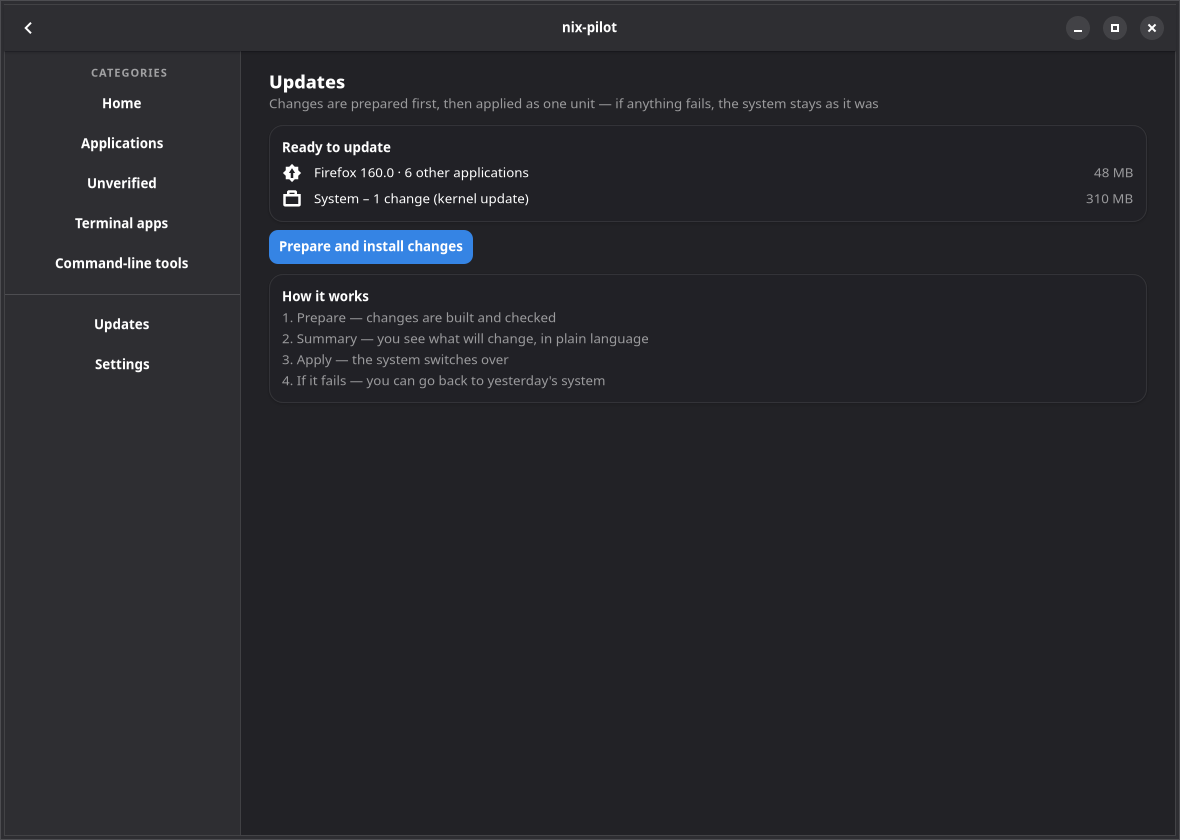 nix-pilot
CATEGORIES
Home
Applications
Unverified
Terminal apps
Command-line tools
Updates
Settings
Updates
Changes are prepared first, then applied as one unit — if anything fails, the system stays as it was
Ready to update
Firefox 160.0 · 6 other applications 48 MB
System – 1 change (kernel update) 310 MB
Prepare and install changes
How it works
1. Prepare — changes are built and checked
2. Summary — you see what will change, in plain language
3. Apply — the system switches over
4. If it fails — you can go back to yesterday's system